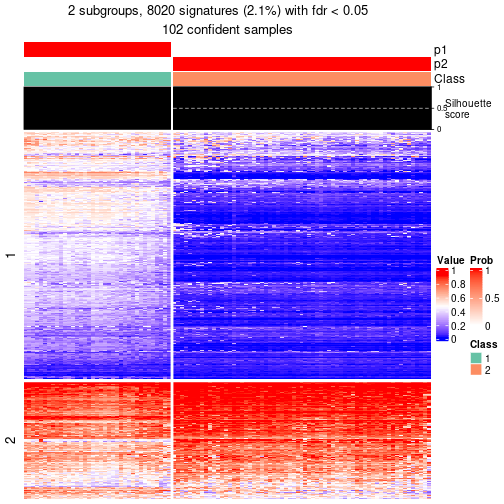 2 subgroups, 8020 signatures (2.1%) with fdr < 0.05
102 confident samples
p1
p2
Class
1
0.5
0
Silhouette
score
1
2
Value
1
0.8
0.6
0.4
0.2
0
Prob
1
0.5
0
Class
1
2